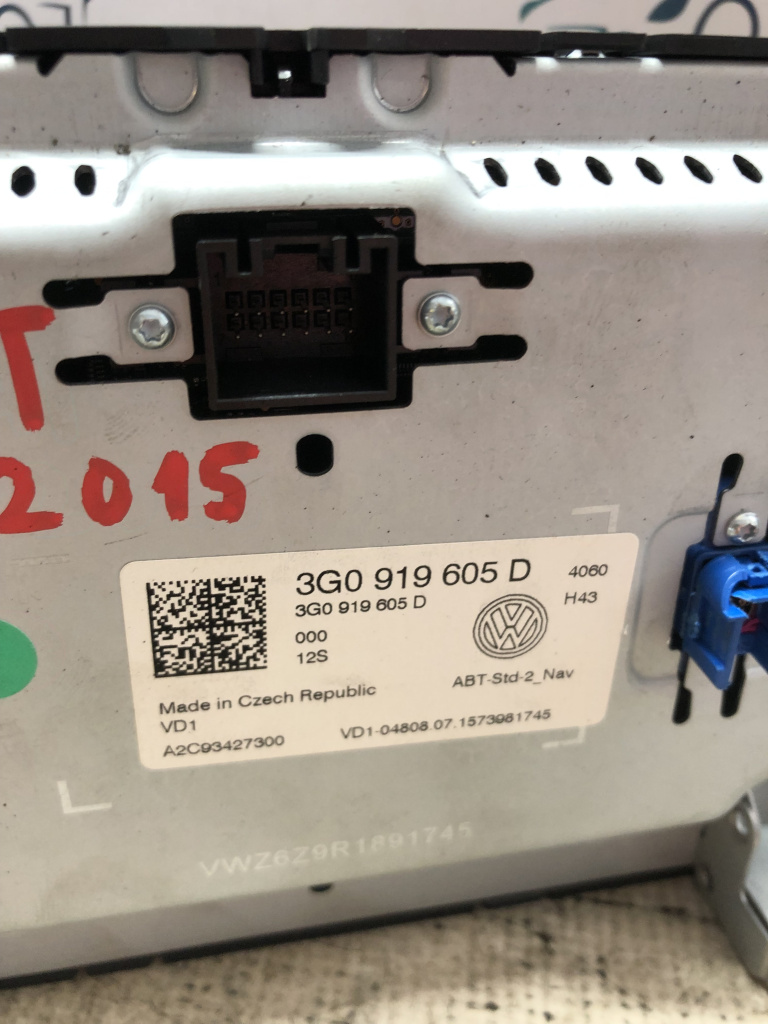 T
2015
3G0 919 605 D
4060
3G0 919 605 D
H43
000
12S
ABT-Std-2_Nav
Made in Czech Republic
VD1
A2C93427300
VD1-04808.07.1573981745
VWZ6Z9R1891745